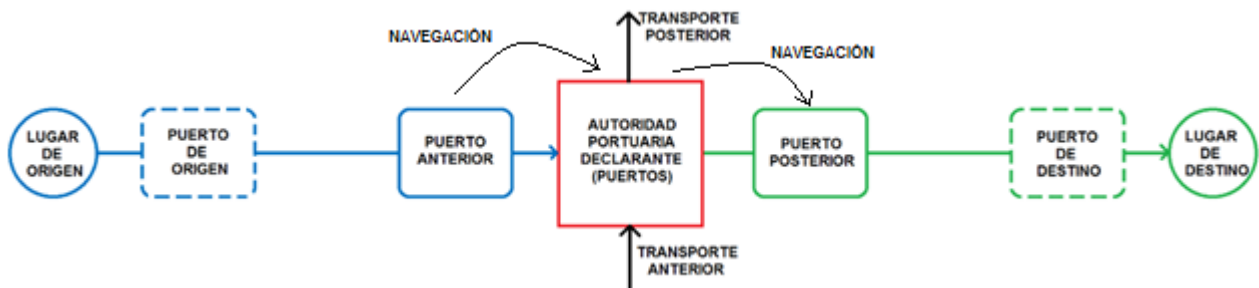 TRANSPORTE
POSTERIOR
NAVEGACIÓN
NAVEGACIÓN
LUGAR
DE
ORIGEN
PUERTO
DE
ORIGEN
PUERTO
ANTERIOR
AUTORIDAD
PORTUARIA
DECLARANTE
(PUERTOS)
PUERTO
POSTERIOR
PUERTO
DE
DESTINO
LUGAR
DE
DESTINO
TRANSPORTE
ANTERIOR